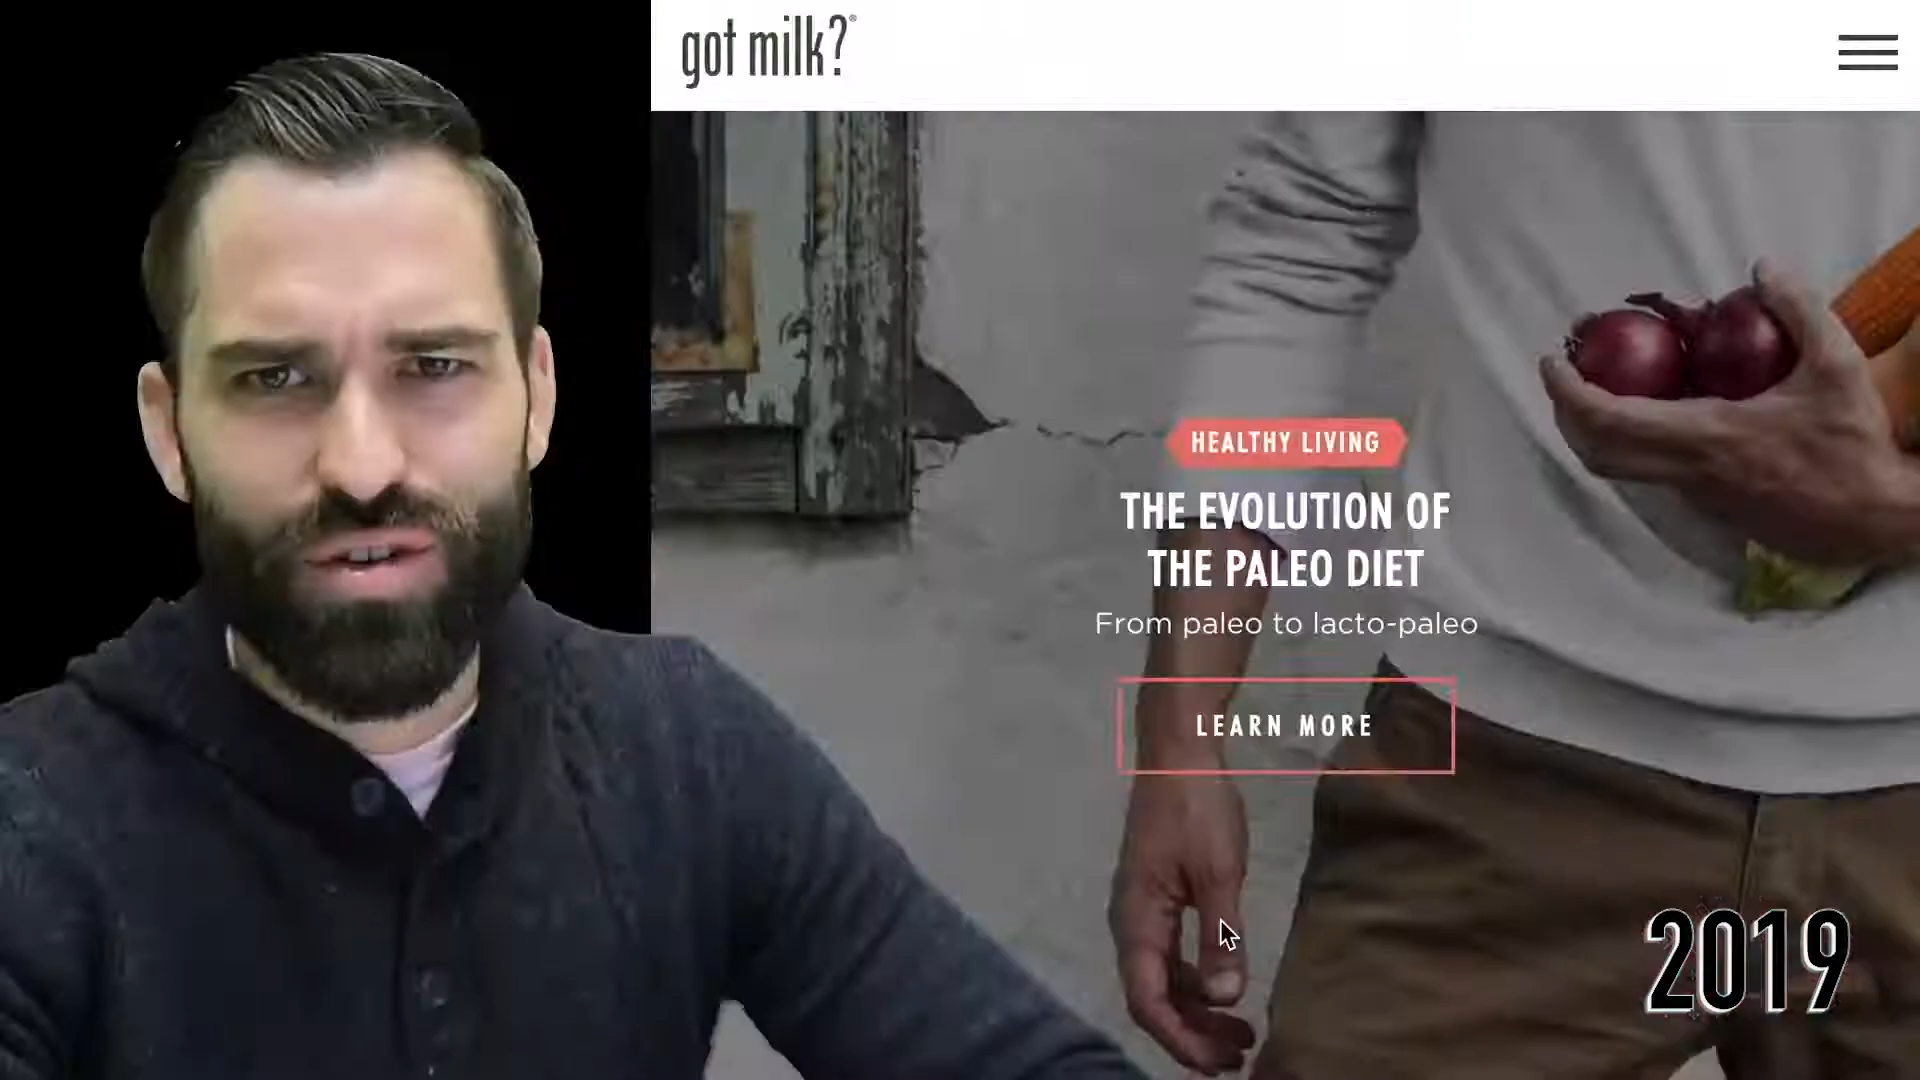 got milk?®
HEALTHY LIVING
THE EVOLUTION OF
THE PALEO DIET
From paleo to lacto-paleo
LEARN MORE
2019